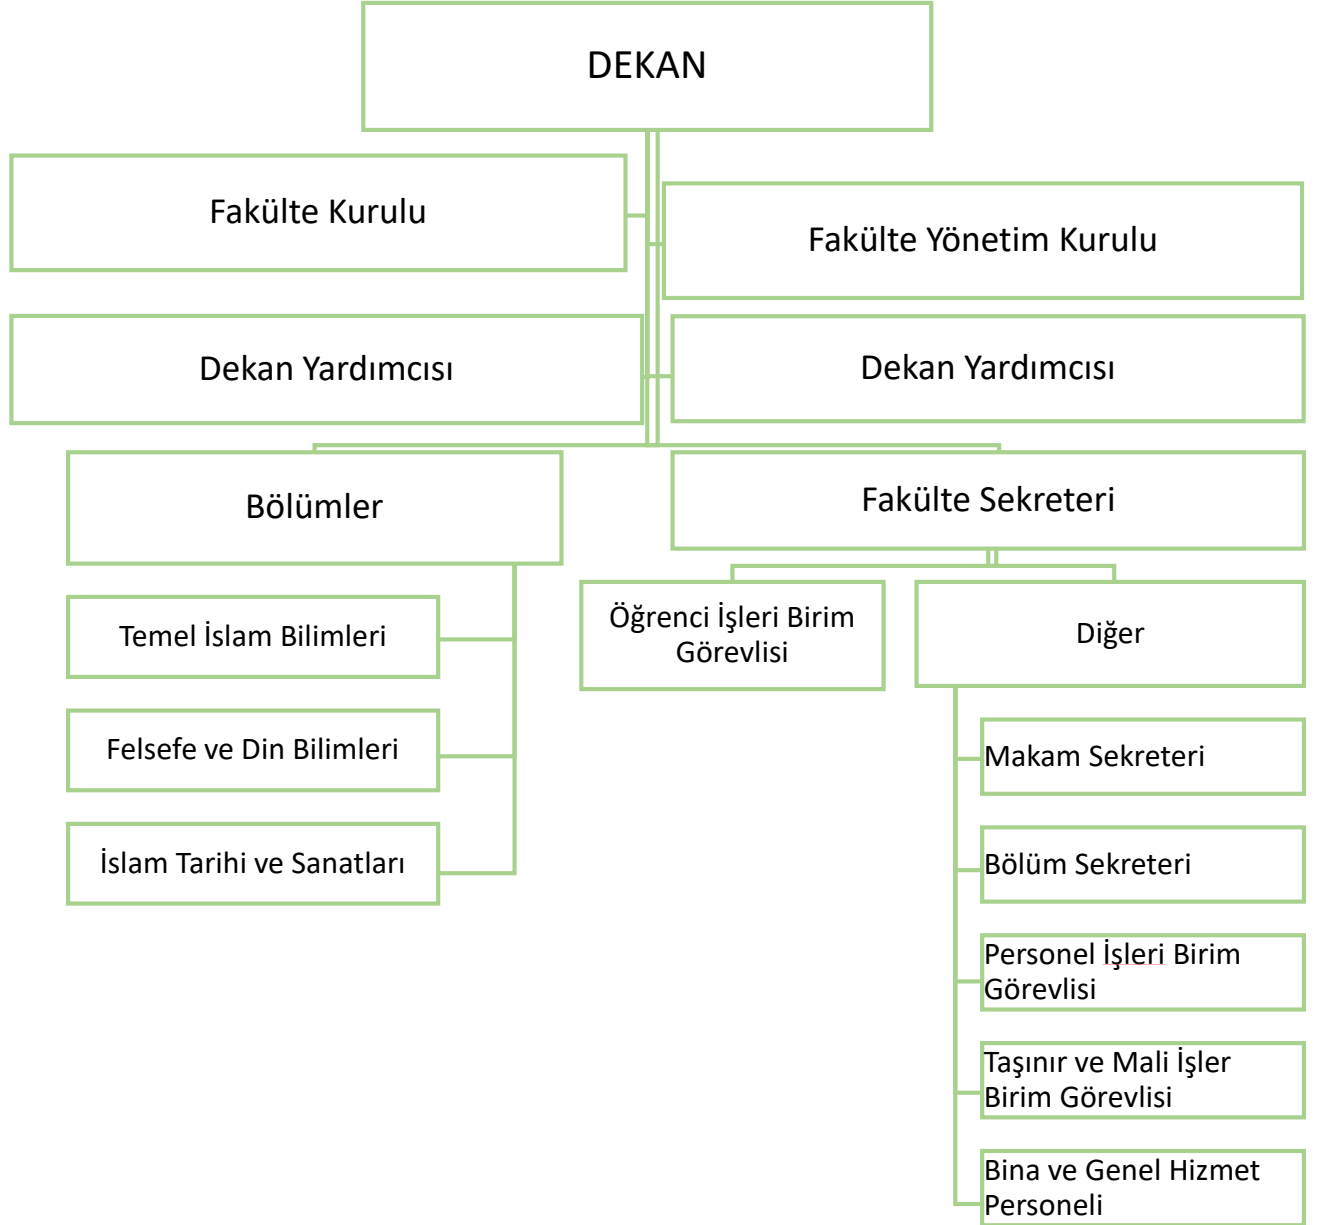 DEKAN
Fakülte Kurulu
Fakülte Yönetim Kurulu
Dekan Yardımcısı
Dekan Yardımcısı
Bölümler
Fakülte Sekreteri
Temel İslam Bilimleri
Felsefe ve Din Bilimleri
İslam Tarihi ve Sanatları
Öğrenci İşleri Birim
Görevlisi
Diğer
Makam Sekreteri
Bölüm Sekreteri
Personel İşleri Birim
Görevlisi
Taşınır ve Mali İşler
Birim Görevlisi
Bina ve Genel Hizmet
Personeli